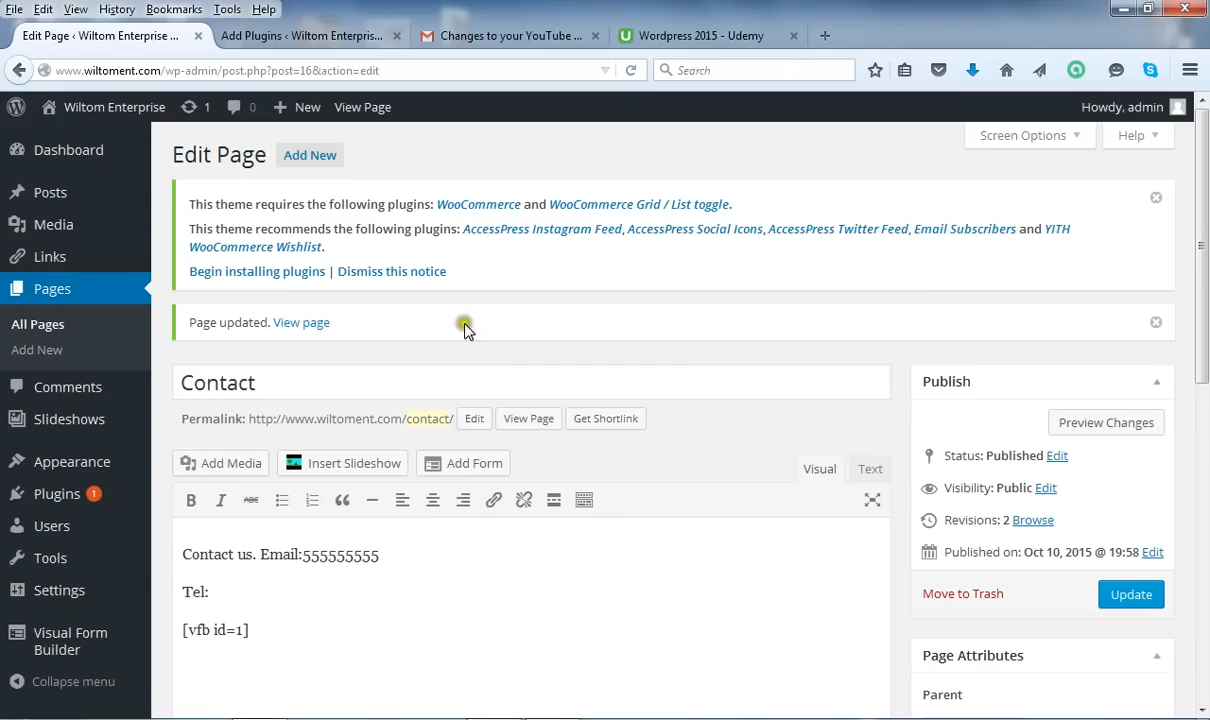 File Edit View History Bookmarks Tools Help
Edit Page ‹ Wiltom Enterprise ... × Add Plugins ‹ Wiltom Enterpris... × Changes to your YouTube ... × Wordpress 2015 - Udemy ×
www.wiltoment.com/wp-admin/post.php?post=16&action=edit Search
Wiltom Enterprise 1 0 New View Page Howdy, admin
Screen Options Help
Edit Page Add New
Dashboard
Posts
Media
Links
Pages
All Pages
Add New
Comments
Slideshows
Appearance
Plugins 1
Users
Tools
Settings
Visual Form
Builder
Collapse menu
This theme requires the following plugins: WooCommerce and WooCommerce Grid / List toggle.
This theme recommends the following plugins: AccessPress Instagram Feed, AccessPress Social Icons, AccessPress Twitter Feed, Email Subscribers and YITH
WooCommerce Wishlist.
Begin installing plugins | Dismiss this notice
Page updated. View page
Contact
Permalink: http://www.wiltoment.com/contact/ Edit View Page Get Shortlink
Add Media Insert Slideshow Add Form Visual Text
B I ABC
Contact us. Email:555555555
Tel:
[vfb id=1]
Publish
Preview Changes
Status: Published Edit
Visibility: Public Edit
Revisions: 2 Browse
Published on: Oct 10, 2015 @ 19:58 Edit
Move to Trash Update
Page Attributes
Parent